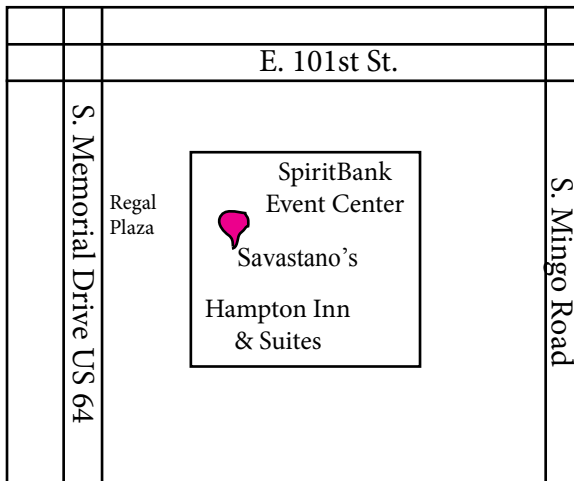 E. 101st St.
S. Memorial Drive US 64
Regal
Plaza
SpiritBank
Event Center
Savastano's
Hampton Inn
& Suites
S. Mingo Road